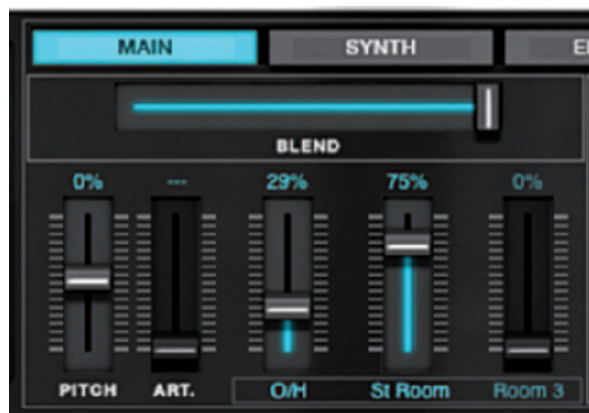 MAIN SYNTH
BLEND
0% --- 29% 75% 0%
PITCH ART. O/H St Room Room 3